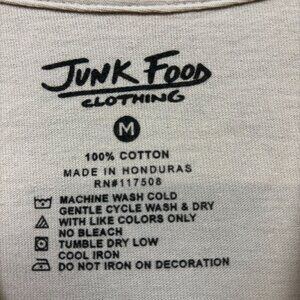 JUNK FOOD
CLOTHING
M
100% COTTON
MADE IN HONDURAS
RN#117508
MACHINE WASH COLD
GENTLE CYCLE WASH & DRY
WITH LIKE COLORS ONLY
NO BLEACH
TUMBLE DRY LOW
COOL IRON
DO NOT IRON ON DECORATION